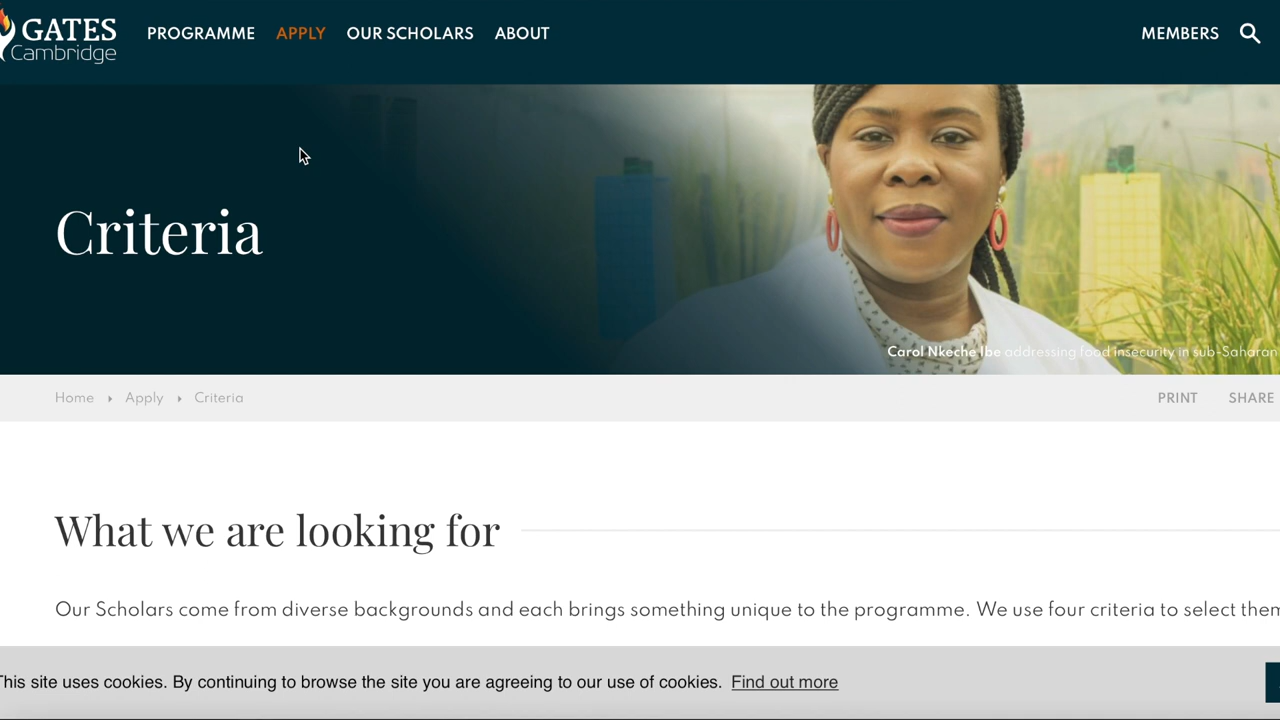 GATES
Cambridge
PROGRAMME
APPLY
OUR SCHOLARS
ABOUT
MEMBERS
Criteria
Carol Nkeche Ibe addressing food insecurity in sub-Saharan
Home
Apply
Criteria
PRINT
SHARE
What we are looking for
Our Scholars come from diverse backgrounds and each brings something unique to the programme. We use four criteria to select them
This site uses cookies. By continuing to browse the site you are agreeing to our use of cookies. Find out more